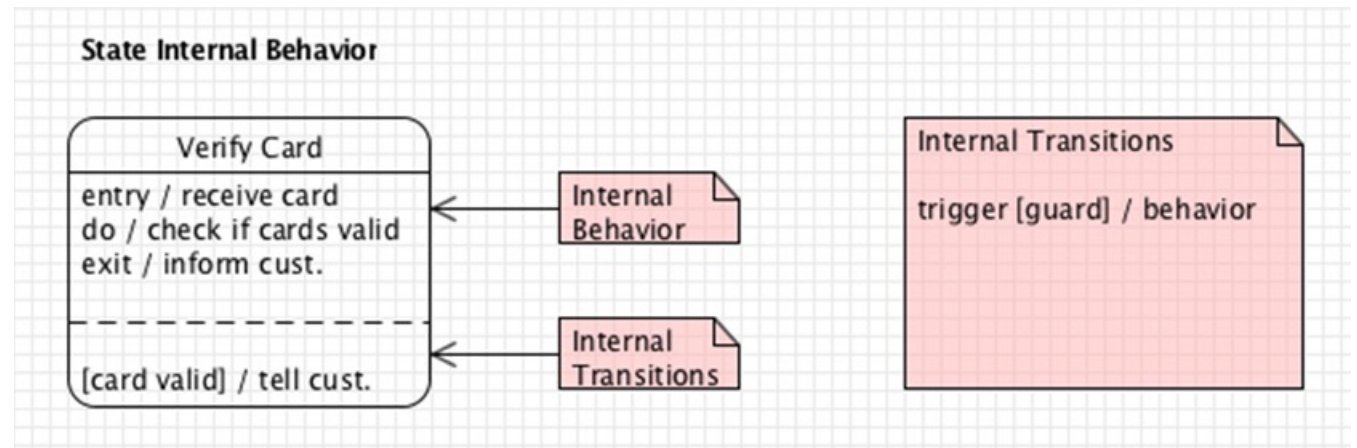 State Internal Behavior
Verify Card
entry / receive card
do / check if cards valid
exit / inform cust.
[card valid] / tell cust.
Internal
Behavior
Internal
Transitions
Internal Transitions
trigger [guard] / behavior